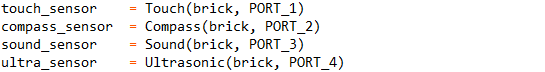 touch_sensor    = Touch(brick, PORT_1)
compass_sensor  = Compass(brick, PORT_2)
sound_sensor    = Sound(brick, PORT_3)
ultra_sensor    = Ultrasonic(brick, PORT_4)